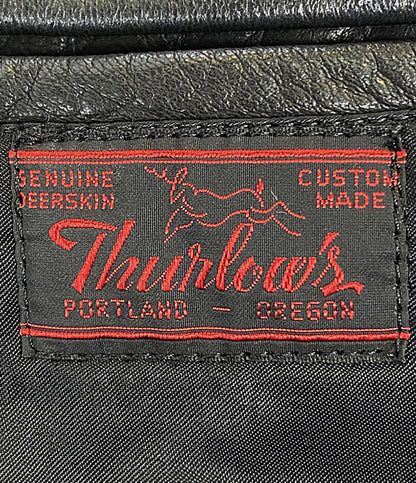 GENUINE CUSTOM
DEERSKIN MADE
Thurlow's
PORTLAND - OREGON